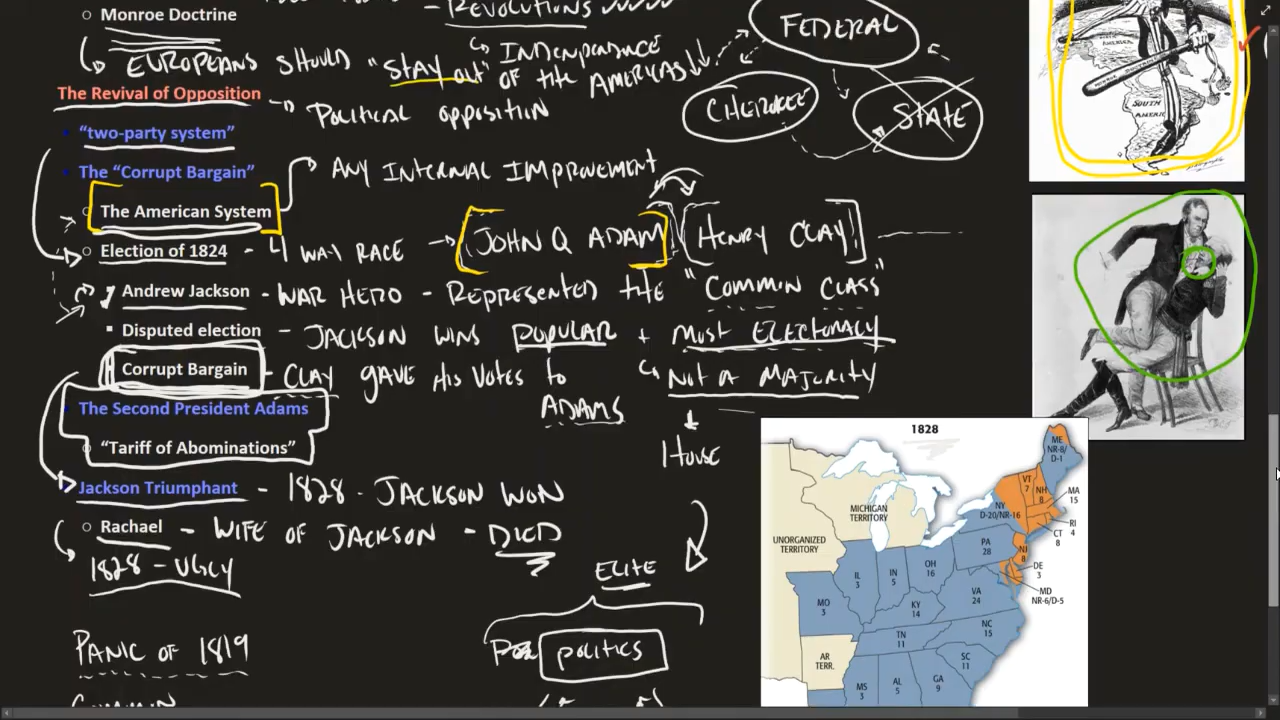 Monroe Doctrine
- REVOLUTIONS
EUROPEANS SHOULD "STAY OUT" OF THE AMERICAS
INDENPENDENCE
FEDERAL
CHEROKEE
STATE
The Revival of Opposition
POLITICAL OPPOSITION
"two-party system"
The "Corrupt Bargain"
ANY INTERNAL IMPROVEMENT
The American System
Election of 1824 - 4 WAY RACE
JOHN Q ADAM
HENRY CLAY
Andrew Jackson - WAR HERO - REPRESENTED THE "COMMON CLASS"
Disputed election - JACKSON WINS POPULAR + MOST ELECTORALY
Corrupt Bargain - CLAY GAVE HIS VOTES TO ADAMS
NOT A MAJORITY
HOUSE
The Second President Adams
"Tariff of Abominations"
Jackson Triumphant - 1828 - JACKSON WON
Rachael - WIFE OF JACKSON - DIED
1828 - UGLY
ELITE
POLITICS
PANIC OF 1819
COMMON
SOUTH
AMERICA
1828
ME
NR-8/
D-1
VT
7
NH
8
MA
15
NY
D-20/NR-16
RI
4
CT
8
MICHIGAN
TERRITORY
UNORGANIZED
TERRITORY
PA
28
NJ
8
DE
3
MD
NR-6/D-5
IL
3
IN
5
OH
16
VA
24
MO
3
KY
14
NC
15
TN
11
AR
TERR.
SC
11
MS
3
AL
5
GA
9